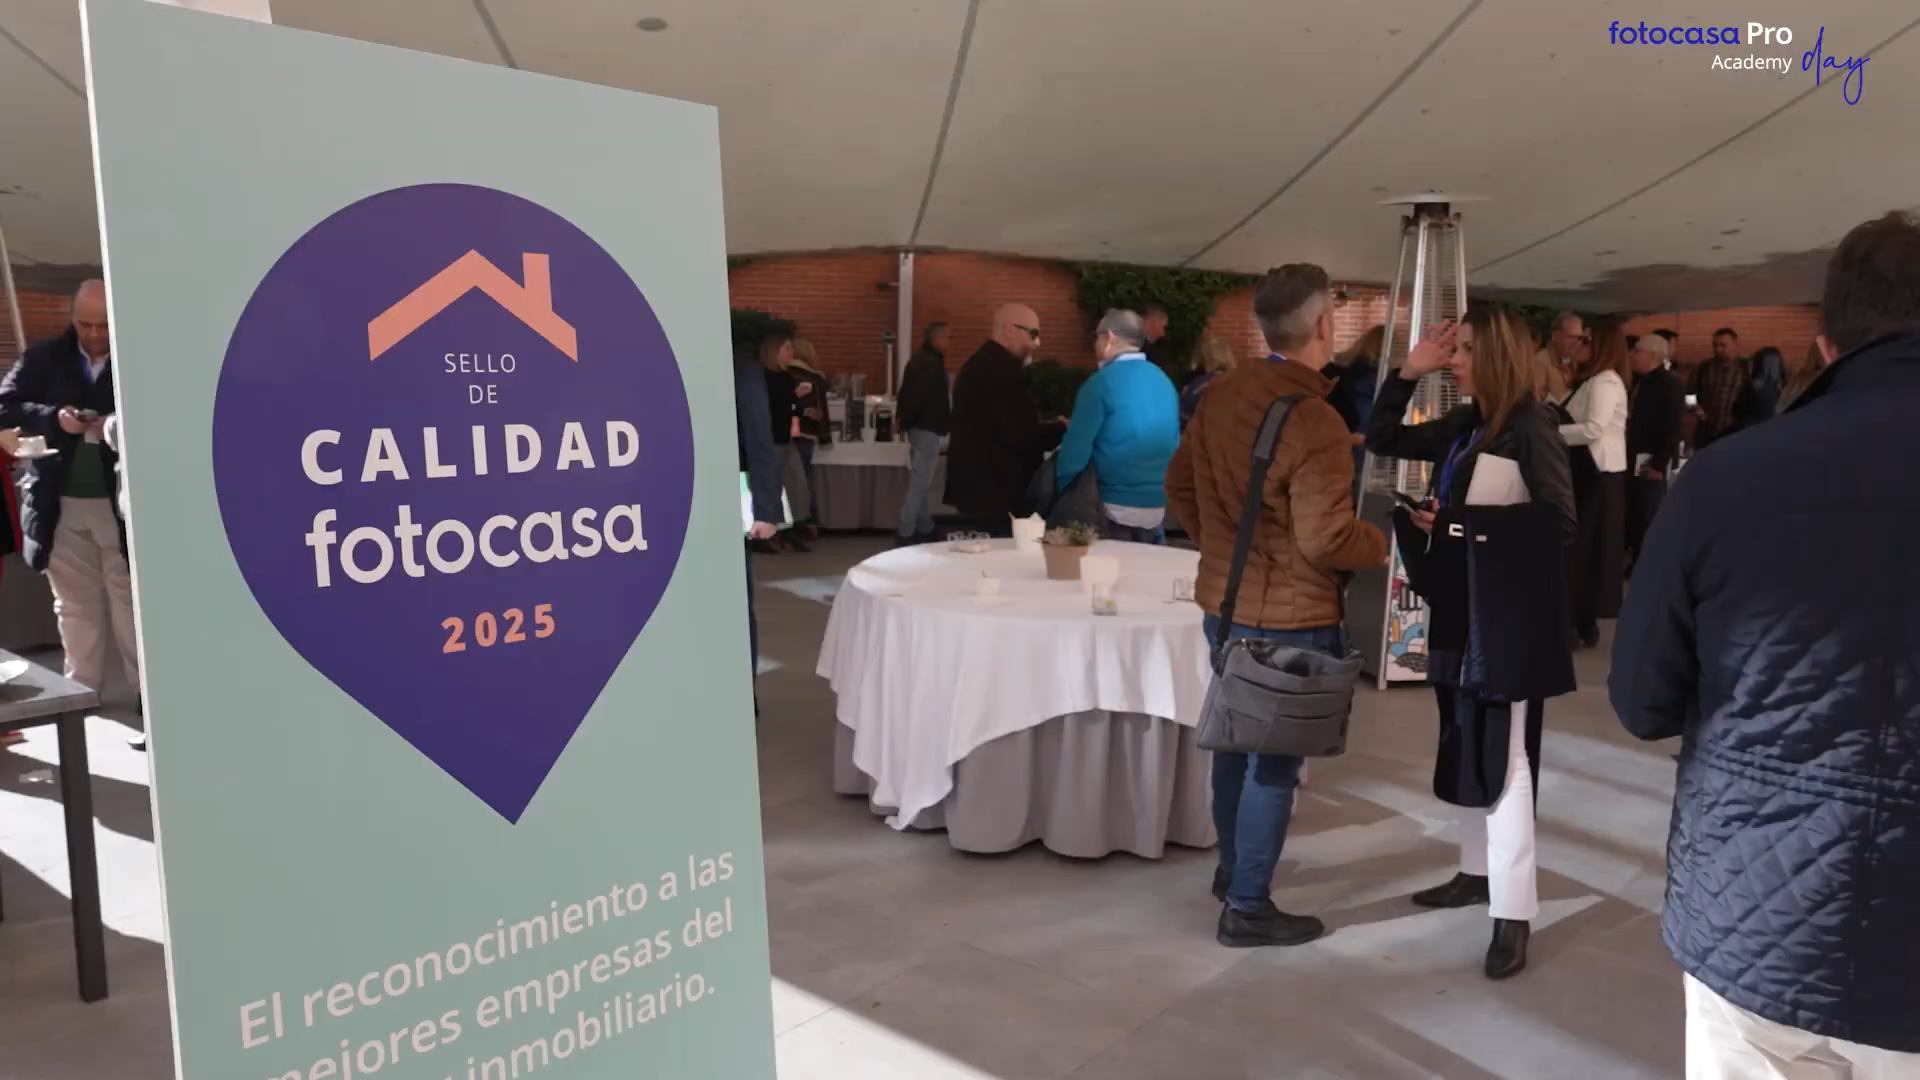 fotocasa Pro
Academy day
SELLO
DE
CALIDAD
fotocasa
2025
El reconocimiento a las
mejores empresas del
inmobiliario.